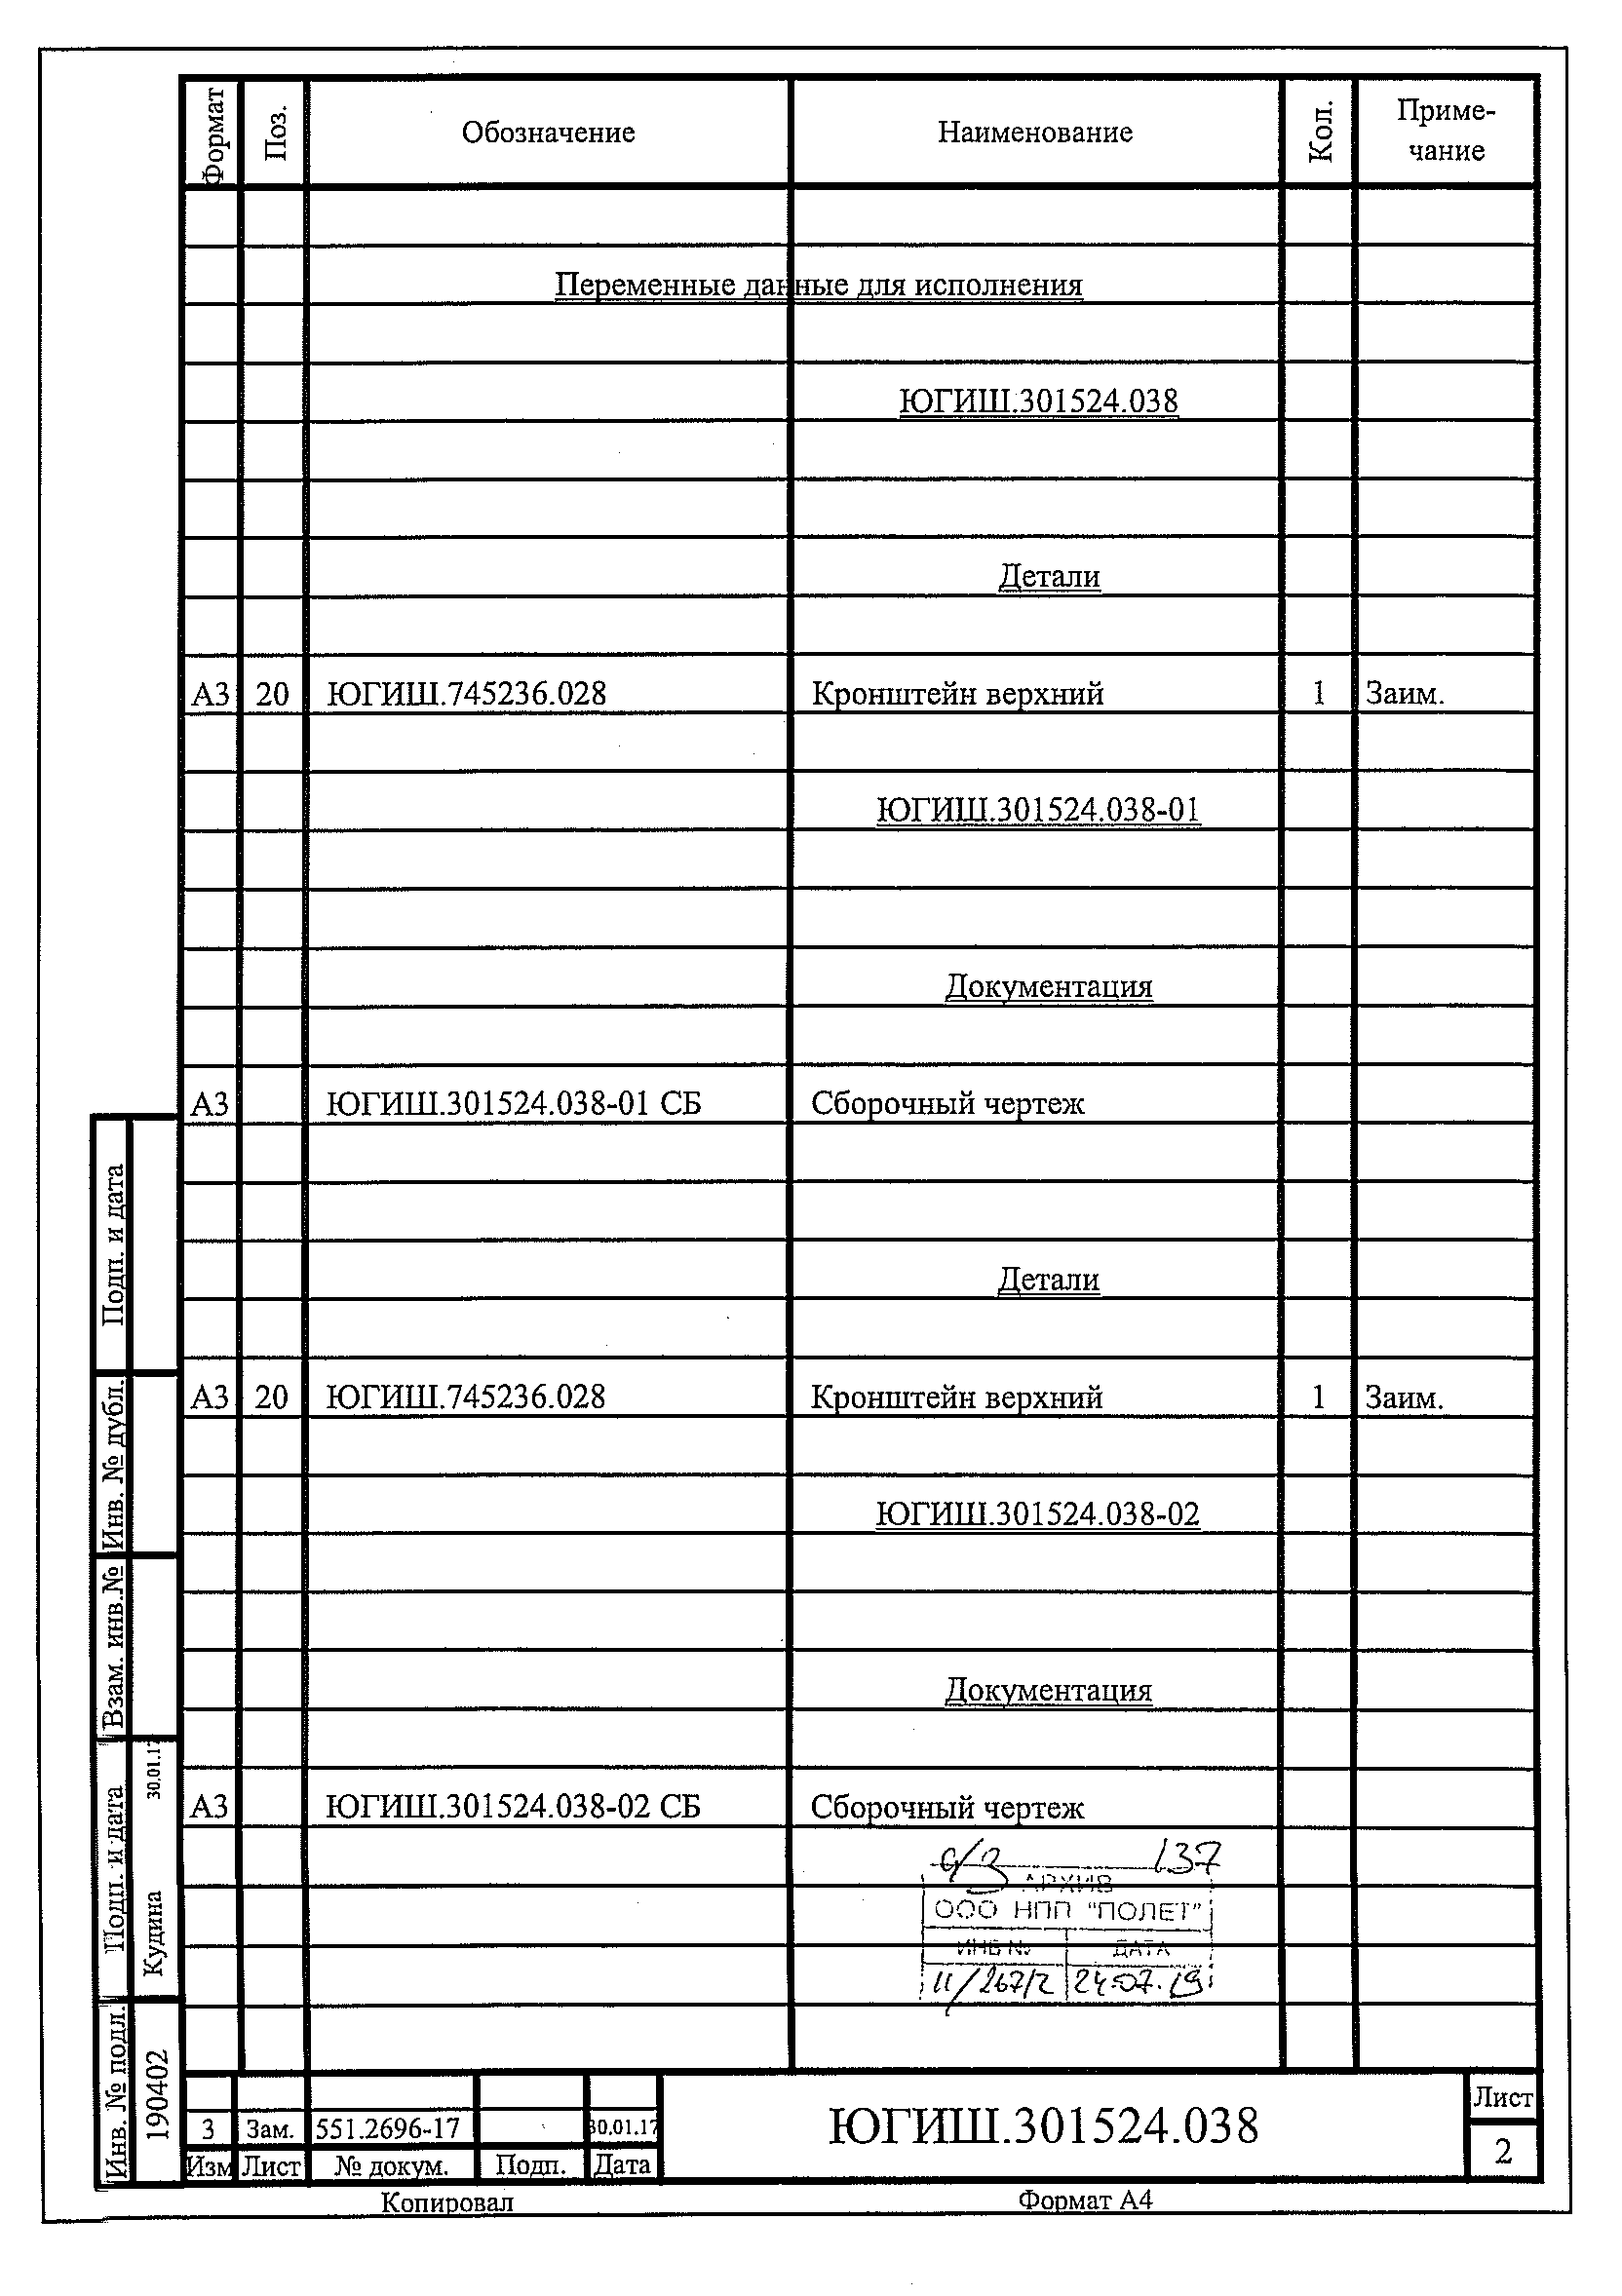 Формат Поз. Обозначение Наименование Кол. Приме-
чание
Переменные данные для исполнения
ЮГИШ.301524.038
Детали
А3 20 ЮГИШ.745236.028 Кронштейн верхний 1 Заим.
ЮГИШ.301524.038-01
Документация
А3 ЮГИШ.301524.038-01 СБ Сборочный чертеж
Детали
А3 20 ЮГИШ.745236.028 Кронштейн верхний 1 Заим.
ЮГИШ.301524.038-02
Документация
А3 ЮГИШ.301524.038-02 СБ Сборочный чертеж
137
АРХИВ
ООО НПП "ПОЛЕТ"
ИНВ № ДАТА
11/267/2 24.07.19
Подп. и дата
Инв. № дубл.
Взам. инв.№
Подп. и дата
Кудина 30.01.17
Инв. № подл.
190402
3 Зам. 551.2696-17 30.01.17
Изм Лист № докум. Подп. Дата
ЮГИШ.301524.038
Лист
2
Копировал Формат А4